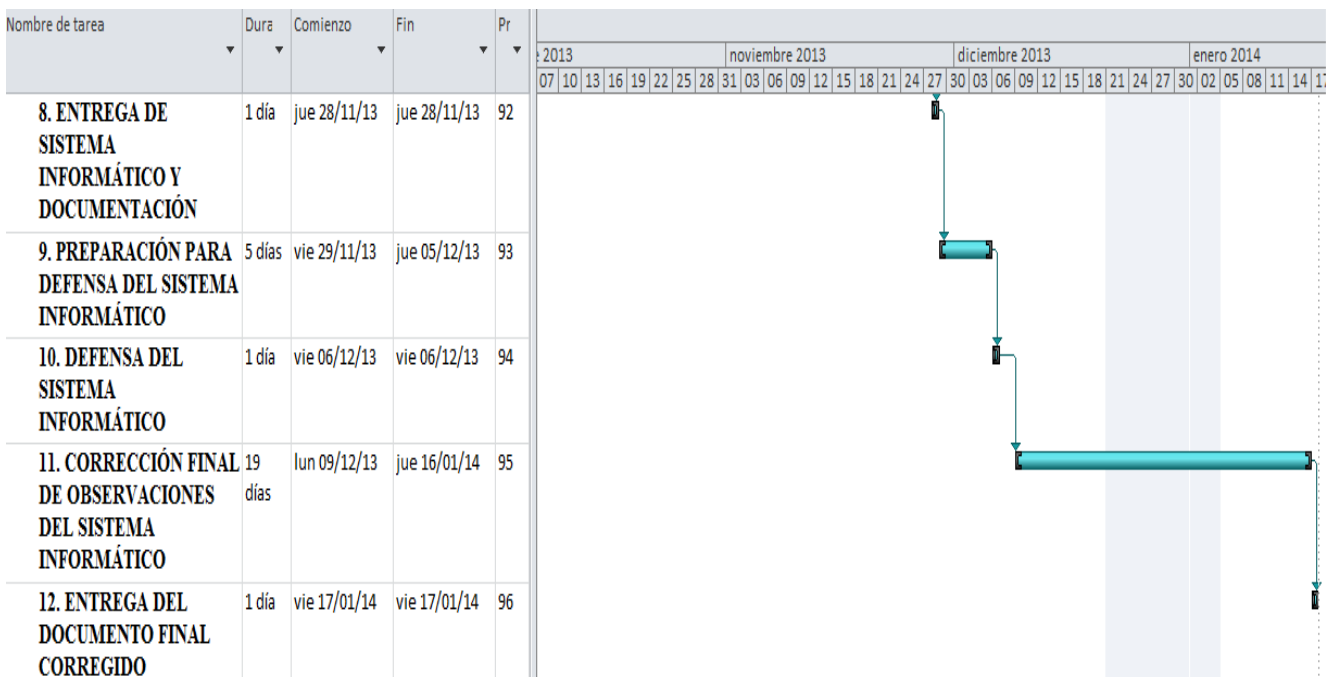 Nombre de tarea Dura Comienzo Fin Pr
e 2013 noviembre 2013 diciembre 2013 enero 2014
07 10 13 16 19 22 25 28 31 03 06 09 12 15 18 21 24 27 30 03 06 09 12 15 18 21 24 27 30 02 05 08 11 14 17
8. ENTREGA DE 1 día jue 28/11/13 jue 28/11/13 92
SISTEMA
INFORMÁTICO Y
DOCUMENTACIÓN
9. PREPARACIÓN PARA 5 días vie 29/11/13 jue 05/12/13 93
DEFENSA DEL SISTEMA
INFORMÁTICO
10. DEFENSA DEL 1 día vie 06/12/13 vie 06/12/13 94
SISTEMA
INFORMÁTICO
11. CORRECCIÓN FINAL 19 lun 09/12/13 jue 16/01/14 95
DE OBSERVACIONES días
DEL SISTEMA
INFORMÁTICO
12. ENTREGA DEL 1 día vie 17/01/14 vie 17/01/14 96
DOCUMENTO FINAL
CORREGIDO